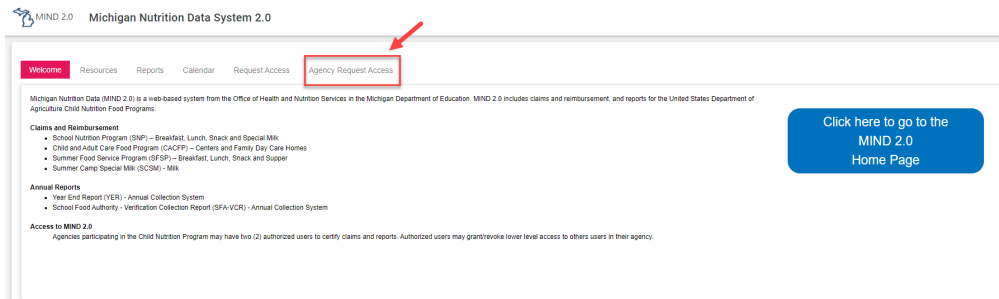 MIND 2.0 Michigan Nutrition Data System 2.0
Welcome Resources Reports Calendar Request Access Agency Request Access
Michigan Nutrition Data (MIND 2.0) is a web-based system from the Office of Health and Nutrition Services in the Michigan Department of Education. MIND 2.0 includes claims and reimbursement, and reports for the United States Department of
Agriculture Child Nutrition Food Programs.
Claims and Reimbursement
• School Nutrition Program (SNP) – Breakfast, Lunch, Snack and Special Milk
• Child and Adult Care Food Program (CACFP) – Centers and Family Day Care Homes
• Summer Food Service Program (SFSP) – Breakfast, Lunch, Snack and Supper
• Summer Camp Special Milk (SCSM) - Milk
Annual Reports
• Year End Report (YER) - Annual Collection System
• School Food Authority - Verification Collection Report (SFA-VCR) - Annual Collection System
Access to MIND 2.0
Agencies participating in the Child Nutrition Program may have two (2) authorized users to certify claims and reports. Authorized users may grant/revoke lower level access to others users in their agency.
Click here to go to the
MIND 2.0
Home Page